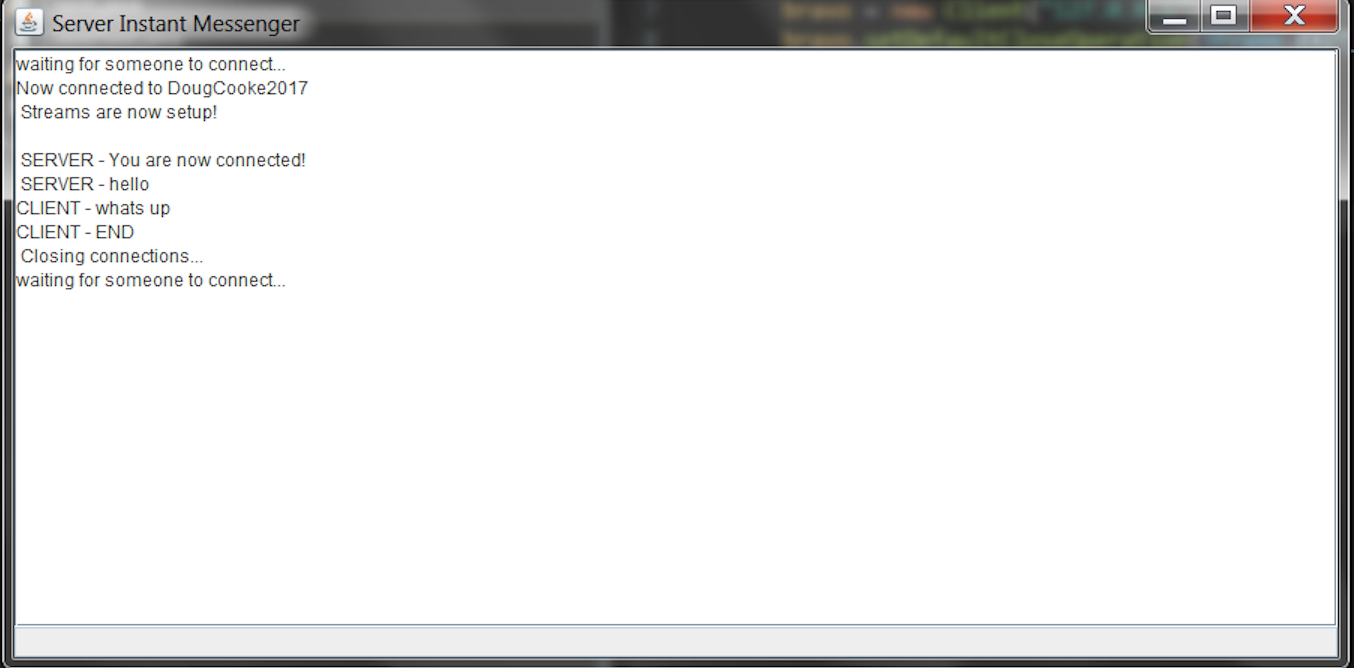 Server Instant Messenger
waiting for someone to connect...
Now connected to DougCooke2017
Streams are now setup!
SERVER - You are now connected!
SERVER - hello
CLIENT - whats up
CLIENT - END
Closing connections...
waiting for someone to connect...